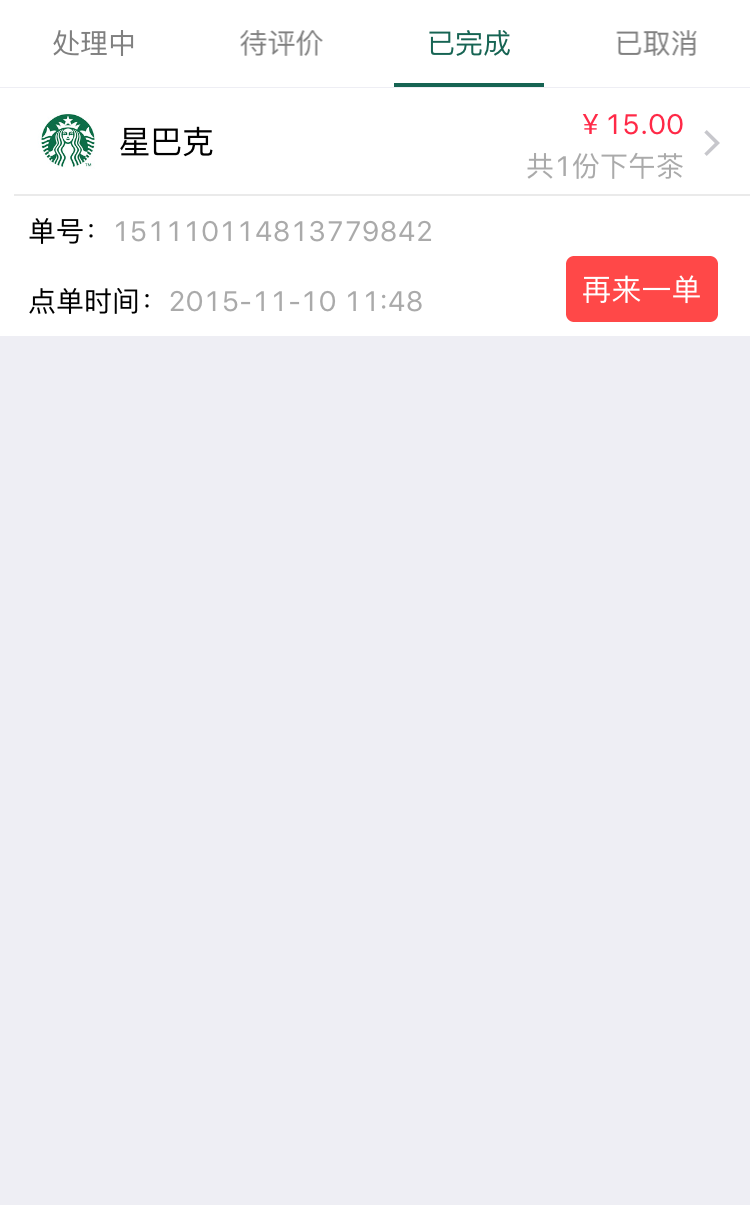 处理中 待评价 已完成 已取消
星巴克
¥ 15.00
共1份下午茶
单号：151110114813779842
点单时间：2015-11-10 11:48
再来一单